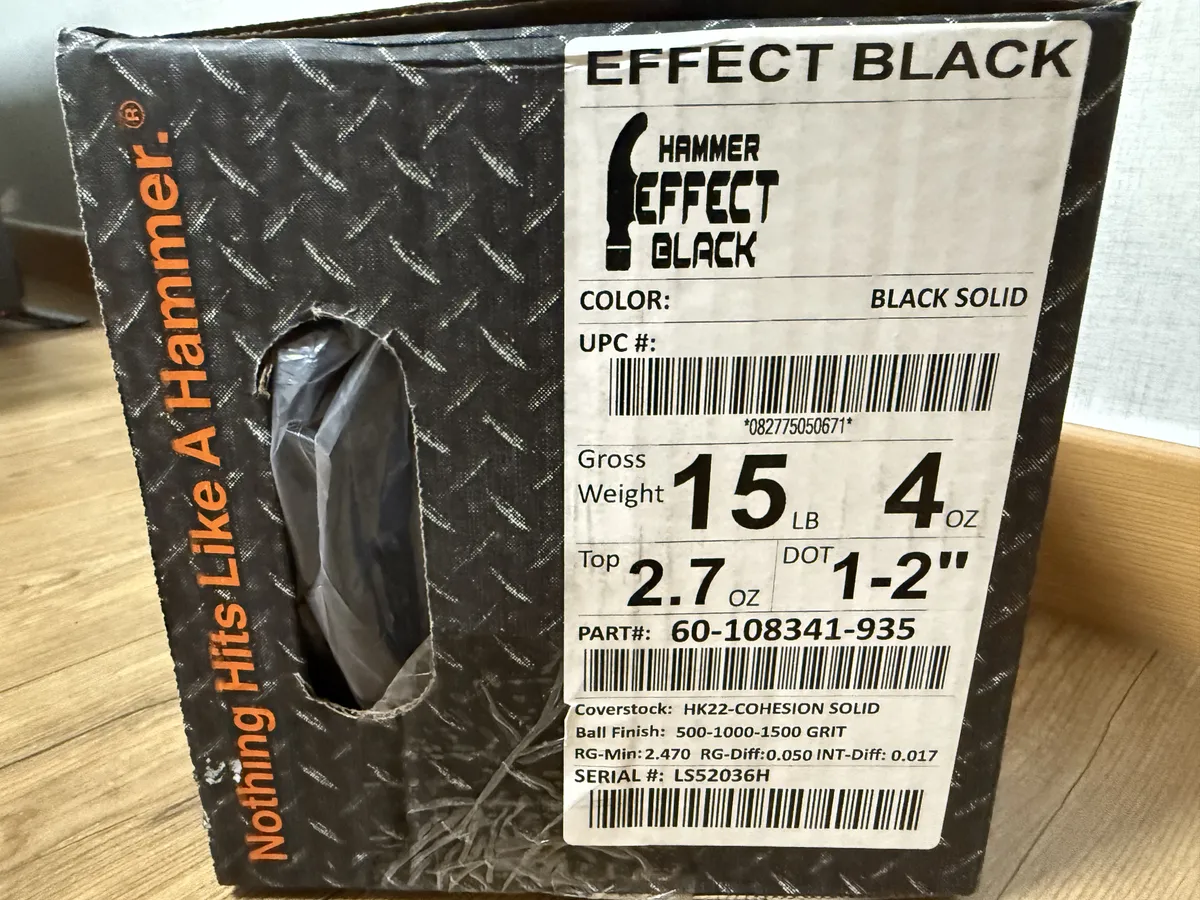 Nothing Hits Like A Hammer.®
EFFECT BLACK
HAMMER
EFFECT
BLACK
COLOR: BLACK SOLID
UPC #:
*082775050671*
Gross Weight 15 LB 4 OZ
Top 2.7 OZ DOT 1-2"
PART#: 60-108341-935
Coverstock: HK22-COHESION SOLID
Ball Finish: 500-1000-1500 GRIT
RG-Min: 2.470 RG-Diff: 0.050 INT-Diff: 0.017
SERIAL #: LS52036H